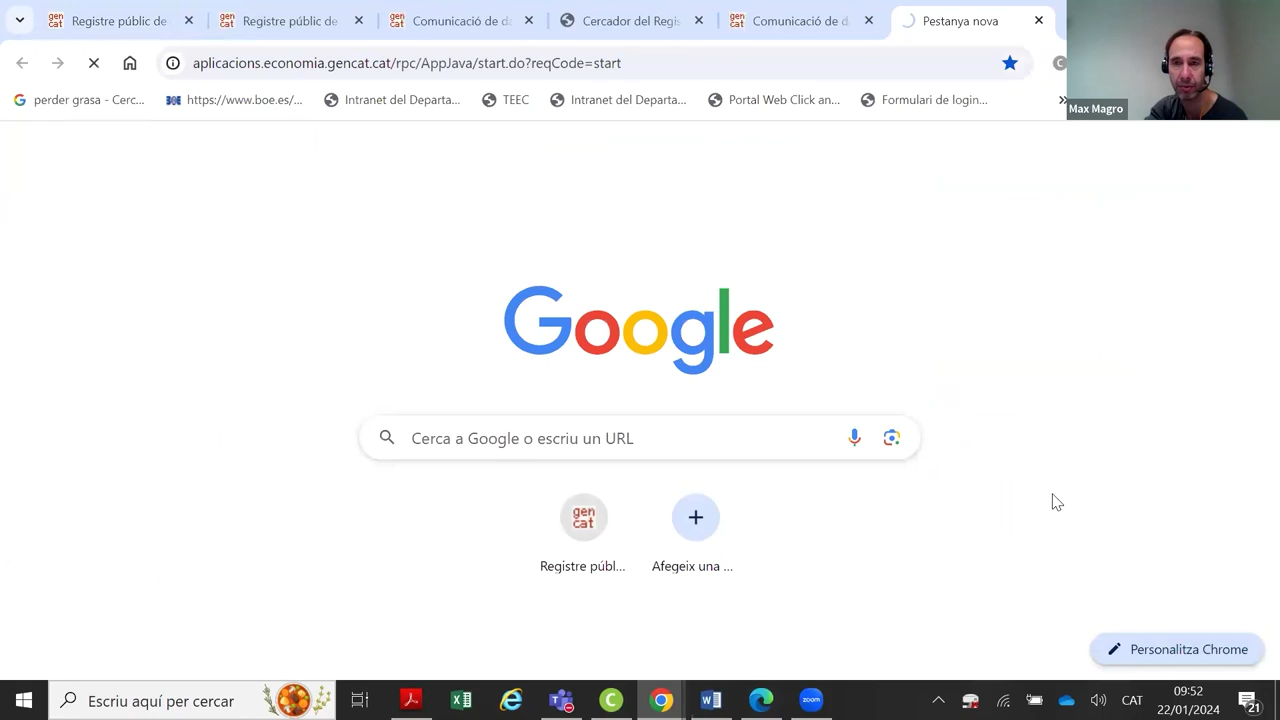 Registre públic de
Registre públic de
Comunicació de d
Cercador del Regis
Comunicació de d
Pestanya nova
aplicacions.economia.gencat.cat/rpc/AppJava/start.do?reqCode=start
C
perder grasa - Cerc...
https://www.boe.es/...
Intranet del Departa...
TEEC
Intranet del Departa...
Portal Web Click an...
Formulari de login...
Max Magro
Google
Cerca a Google o escriu un URL
gen
cat
Registre públ...
Afegeix una ...
Personalitza Chrome
Escriu aquí per cercar
zoom
CAT
09:52
22/01/2024
21